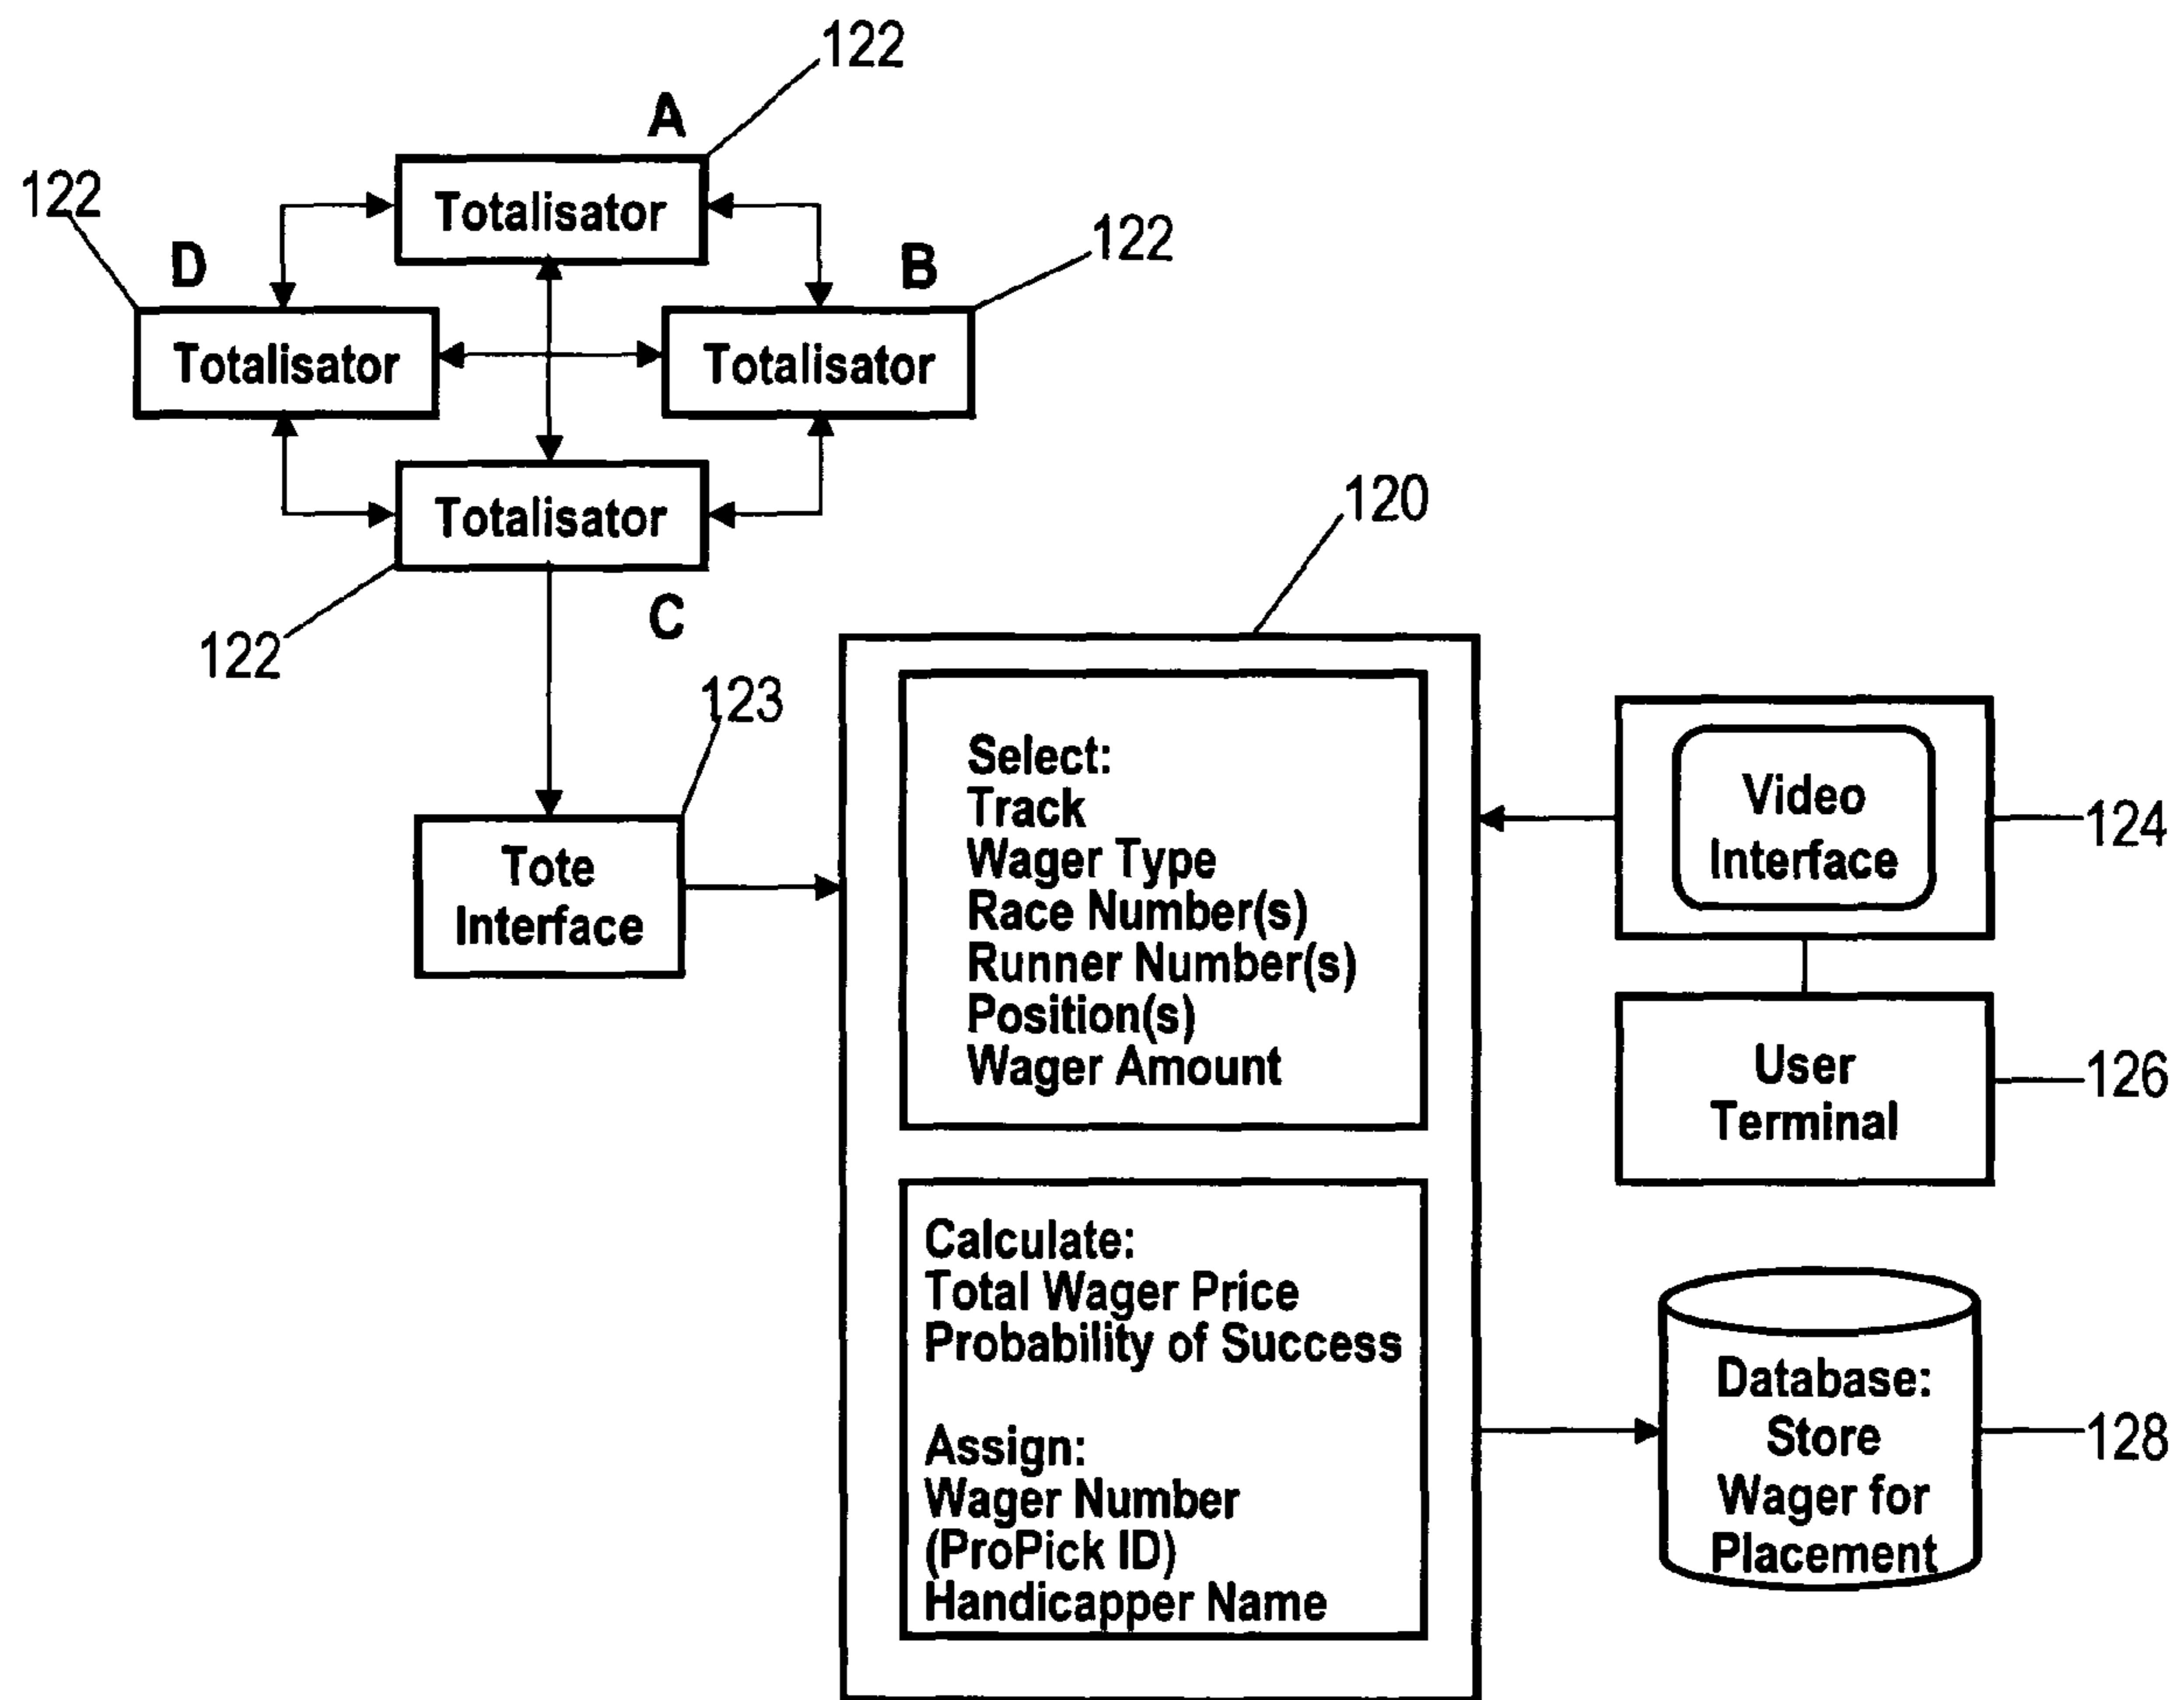 122
A
Totalisator
122
D
B
122
Totalisator
Totalisator
Totalisator
C
122
120
123
Tote
Interface
Select:
Track
Wager Type
Race Number(s)
Runner Number(s)
Position(s)
Wager Amount
Calculate:
Total Wager Price
Probability of Success
Assign:
Wager Number
(ProPick ID)
Handicapper Name
Video
Interface
124
User
Terminal
126
Database:
Store
Wager for
Placement
128